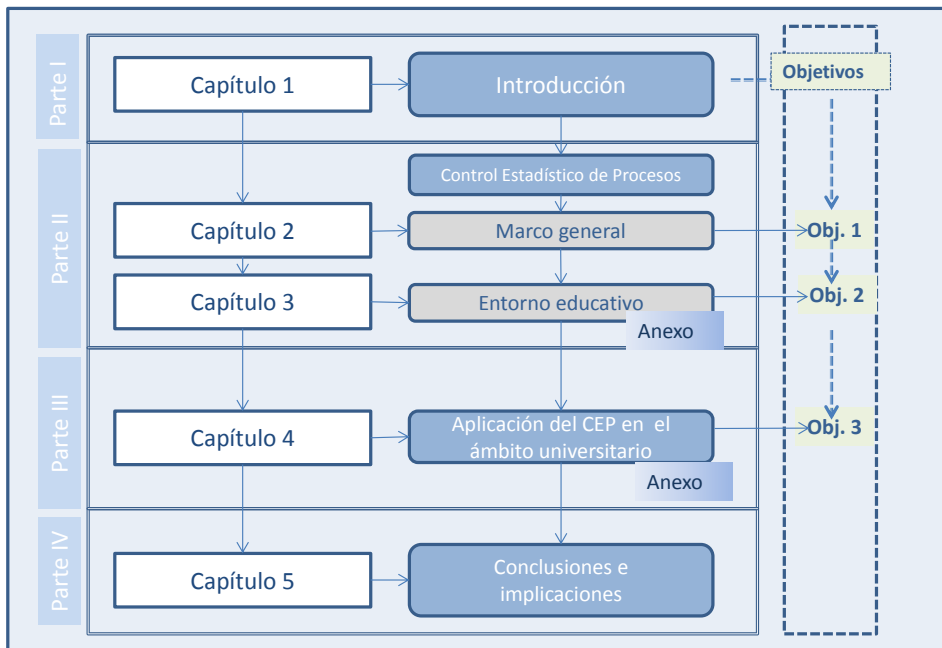 Parte I
Capítulo 1
Introducción
Objetivos
Parte II
Control Estadístico de Procesos
Capítulo 2
Marco general
Obj. 1
Capítulo 3
Entorno educativo
Obj. 2
Anexo
Parte III
Capítulo 4
Aplicación del CEP en el
ámbito universitario
Obj. 3
Anexo
Parte IV
Capítulo 5
Conclusiones e
implicaciones